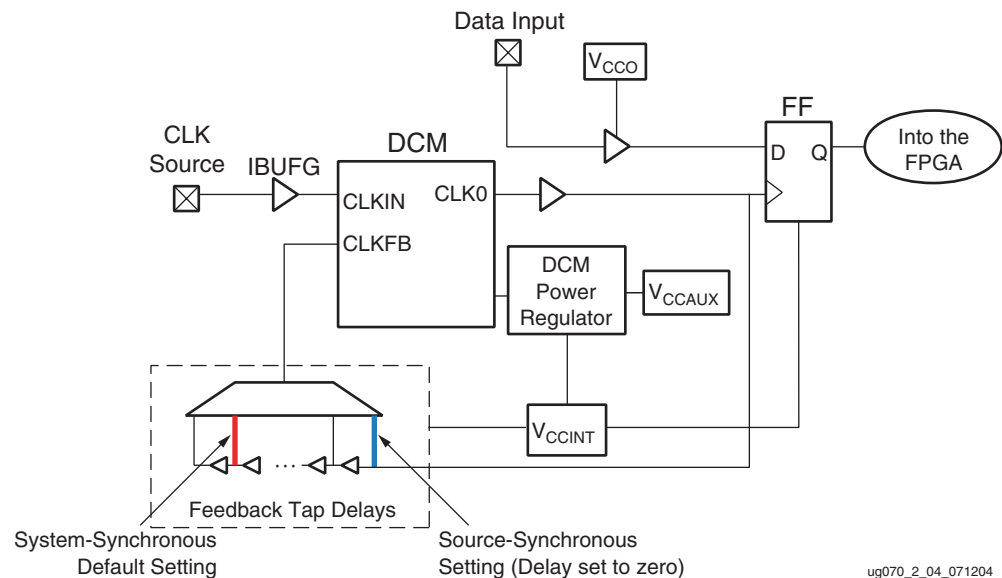 Data Input
VCCO
FF
CLK
Source
IBUFG
DCM
D Q
Into the
FPGA
CLKIN
CLK0
CLKFB
DCM
Power
Regulator
VCCAUX
VCCINT
Feedback Tap Delays
System-Synchronous
Default Setting
Source-Synchronous
Setting (Delay set to zero)
ug070_2_04_071204